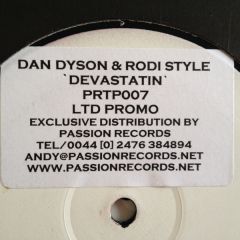 DAN DYSON & RODI STYLE
`DEVASTATIN`
PRTP007
LTD PROMO
EXCLUSIVE DISTRIBUTION BY
PASSION RECORDS
TEL/0044 [0] 2476 384894
ANDY@PASSIONRECORDS.NET
WWW.PASSIONRECORDS.NET